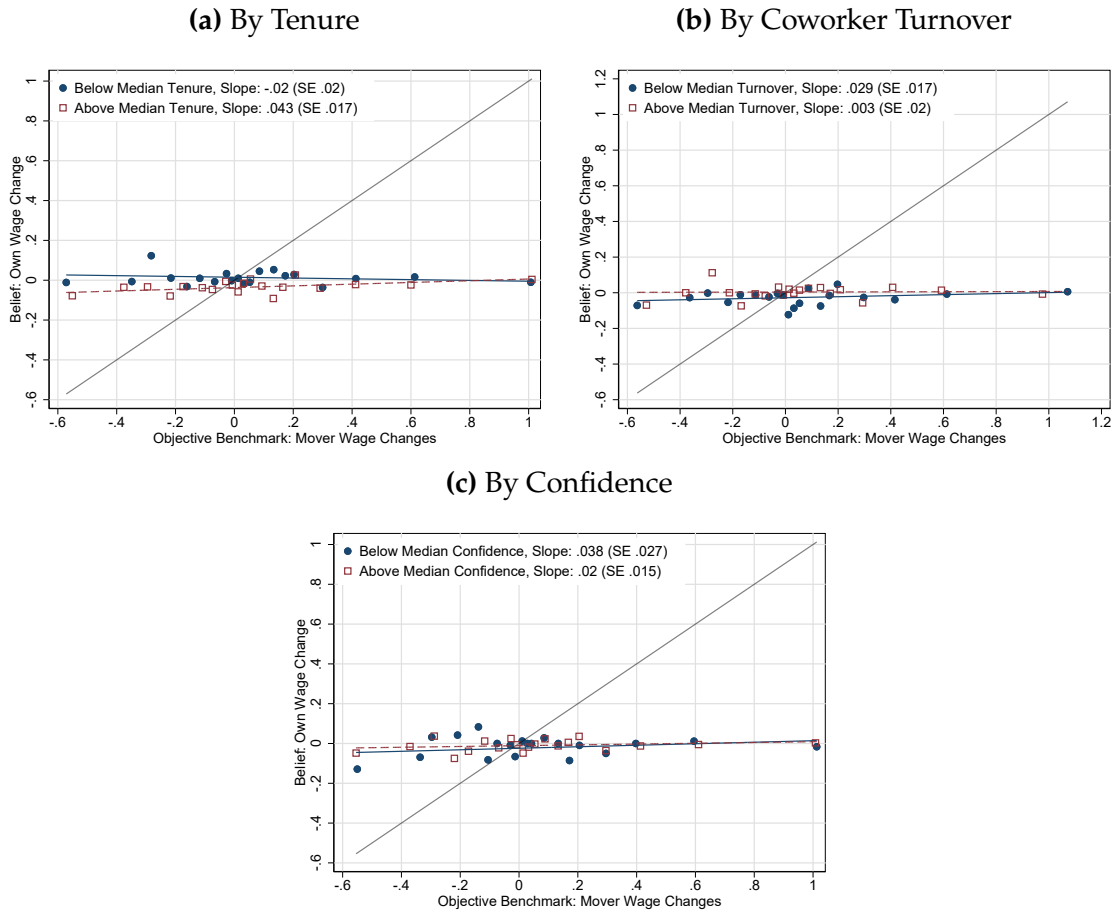 (a) By Tenure
Below Median Tenure, Slope: -.02 (SE .02)
Above Median Tenure, Slope: .043 (SE .017)
Belief: Own Wage Change
1
.8
.6
.4
.2
0
-.2
-.4
-.6
-.6 -.4 -.2 0 .2 .4 .6 .8 1
Objective Benchmark: Mover Wage Changes
(b) By Coworker Turnover
Below Median Turnover, Slope: .029 (SE .017)
Above Median Turnover, Slope: .003 (SE .02)
Belief: Own Wage Change
1.2
1
.8
.6
.4
.2
0
-.2
-.4
-.6
-.6 -.4 -.2 0 .2 .4 .6 .8 1 1.2
Objective Benchmark: Mover Wage Changes
(c) By Confidence
Below Median Confidence, Slope: .038 (SE .027)
Above Median Confidence, Slope: .02 (SE .015)
Belief: Own Wage Change
1
.8
.6
.4
.2
0
-.2
-.4
-.6
-.6 -.4 -.2 0 .2 .4 .6 .8 1
Objective Benchmark: Mover Wage Changes